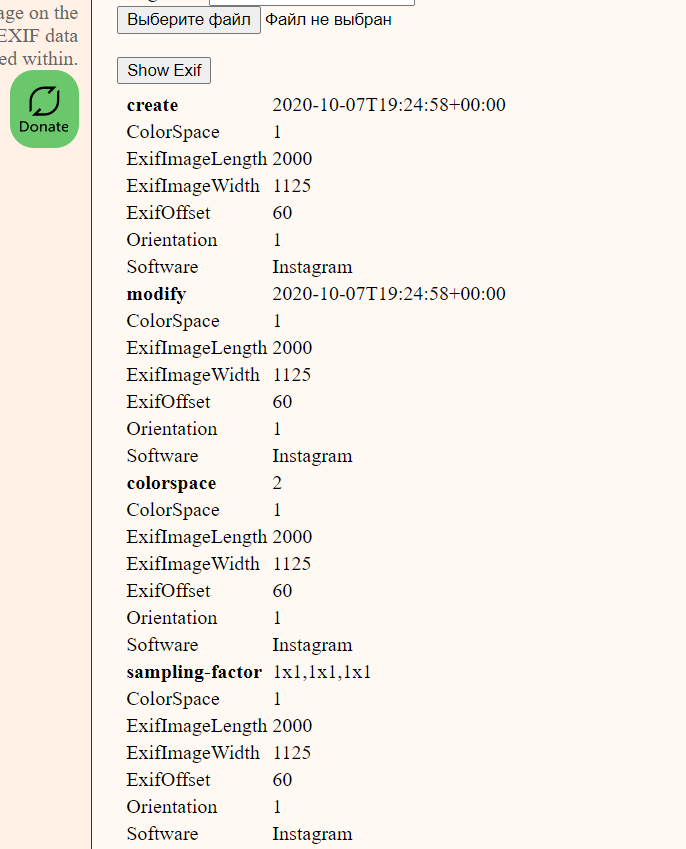 age on the
EXIF data
ed within.
Donate
Выберите файл Файл не выбран
Show Exif
create 2020-10-07T19:24:58+00:00
ColorSpace 1
ExifImageLength 2000
ExifImageWidth 1125
ExifOffset 60
Orientation 1
Software Instagram
modify 2020-10-07T19:24:58+00:00
ColorSpace 1
ExifImageLength 2000
ExifImageWidth 1125
ExifOffset 60
Orientation 1
Software Instagram
colorspace 2
ColorSpace 1
ExifImageLength 2000
ExifImageWidth 1125
ExifOffset 60
Orientation 1
Software Instagram
sampling-factor 1x1,1x1,1x1
ColorSpace 1
ExifImageLength 2000
ExifImageWidth 1125
ExifOffset 60
Orientation 1
Software Instagram